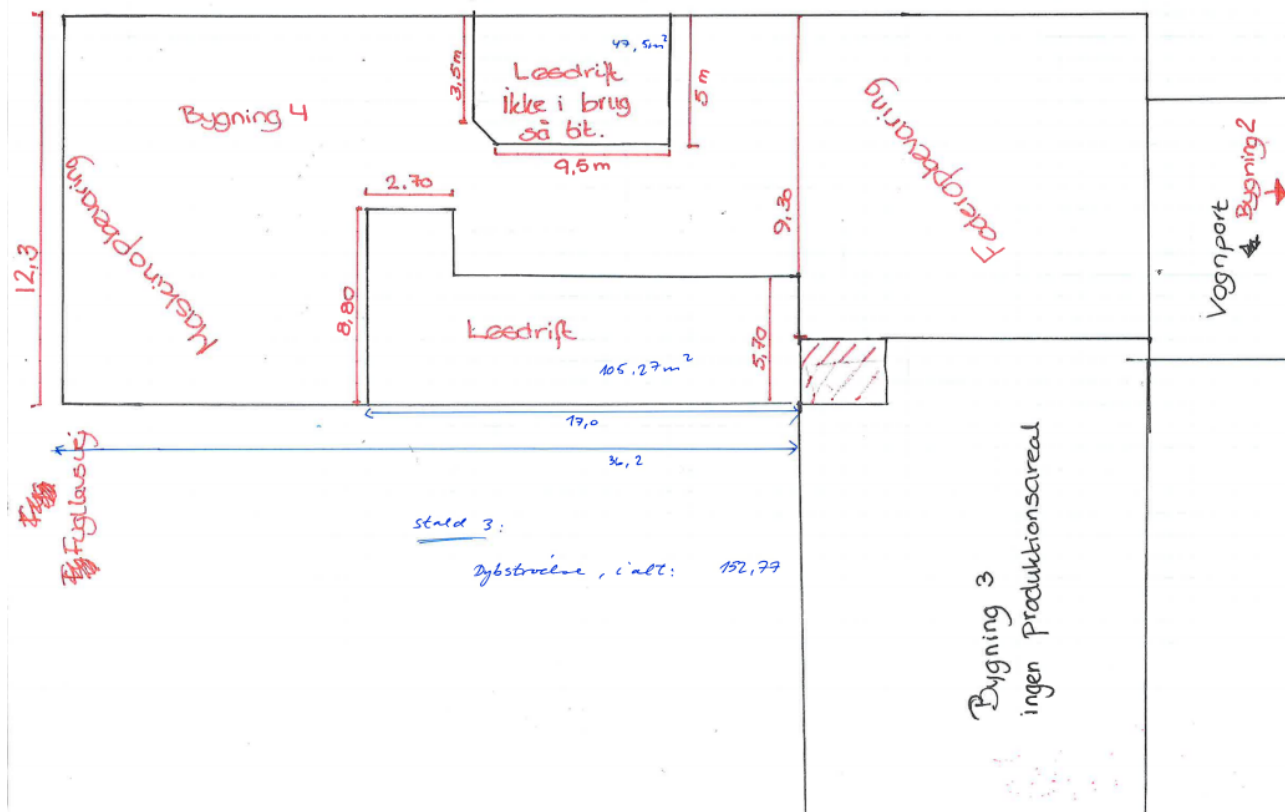 47,5m²
Løsdrift
ikke i brug
så tit.
3,5m
5m
9,5m
Bygning 4
Maskinopbevaring
12,3
2.70
8,80
9,30
Foderopbevaring
Vognport
Bygning 2
Løsdrift
105,27m²
5,70
17,0
36,2
Fuglløsvej
stald 3:
Dybstrøelse, i alt: 152,77
Bygning 3
ingen produktionsareal